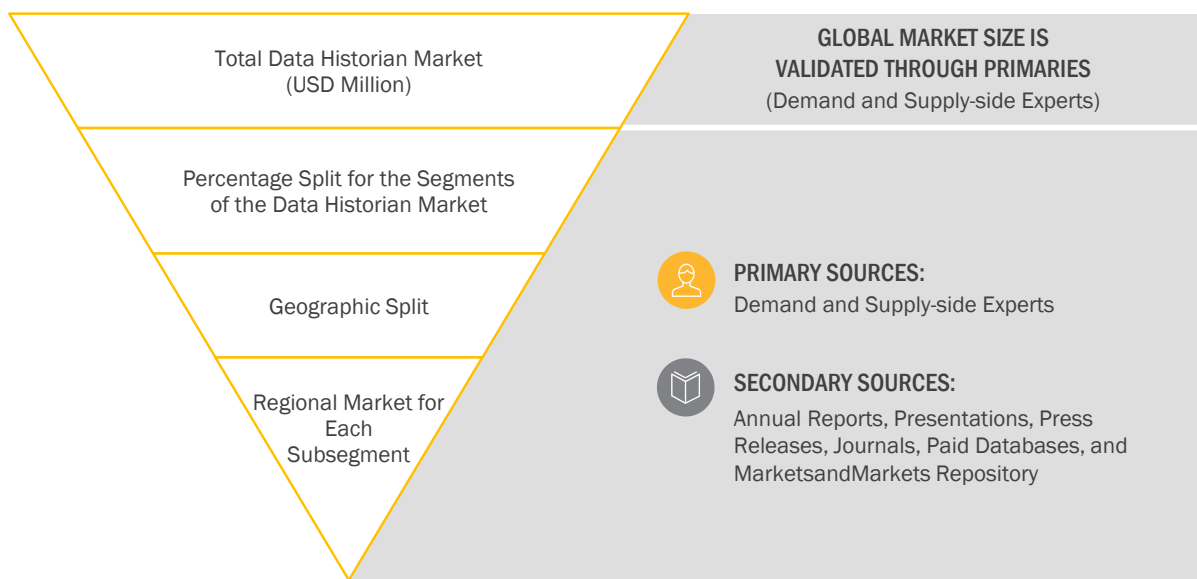 Total Data Historian Market
(USD Million)
Percentage Split for the Segments
of the Data Historian Market
Geographic Split
Regional Market for
Each
Subsegment
GLOBAL MARKET SIZE IS
VALIDATED THROUGH PRIMARIES
(Demand and Supply-side Experts)
PRIMARY SOURCES:
Demand and Supply-side Experts
SECONDARY SOURCES:
Annual Reports, Presentations, Press
Releases, Journals, Paid Databases, and
MarketsandMarkets Repository